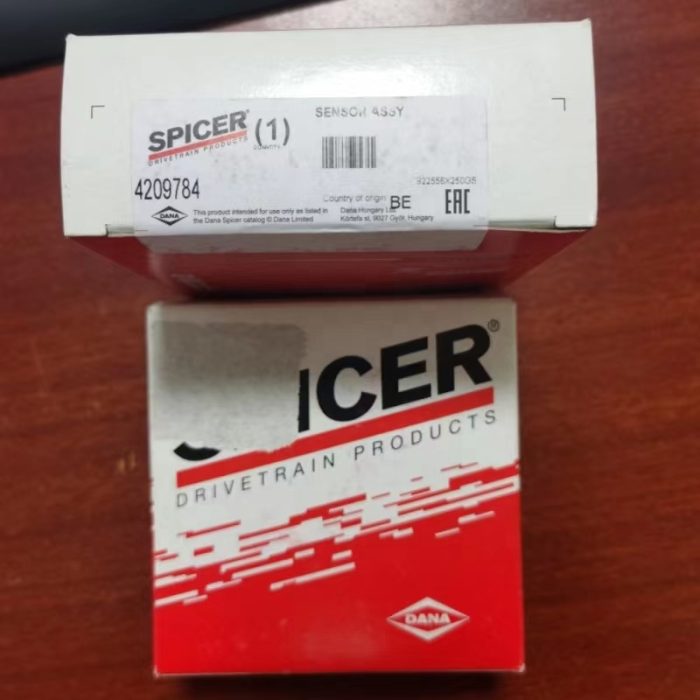 SPICER®
DRIVETRAIN PRODUCTS
(1)
QUANTITY
SENSOR ASSY
4209784
922556X250G5
Country of origin BE
EAC
DANA
This product intended for use only as listed in
the Dana Spicer catalog © Dana Limited
Dana Hungary
Körtefa st, 9027 Győr, Hungary
ICER®
DRIVETRAIN PRODUCTS
DANA